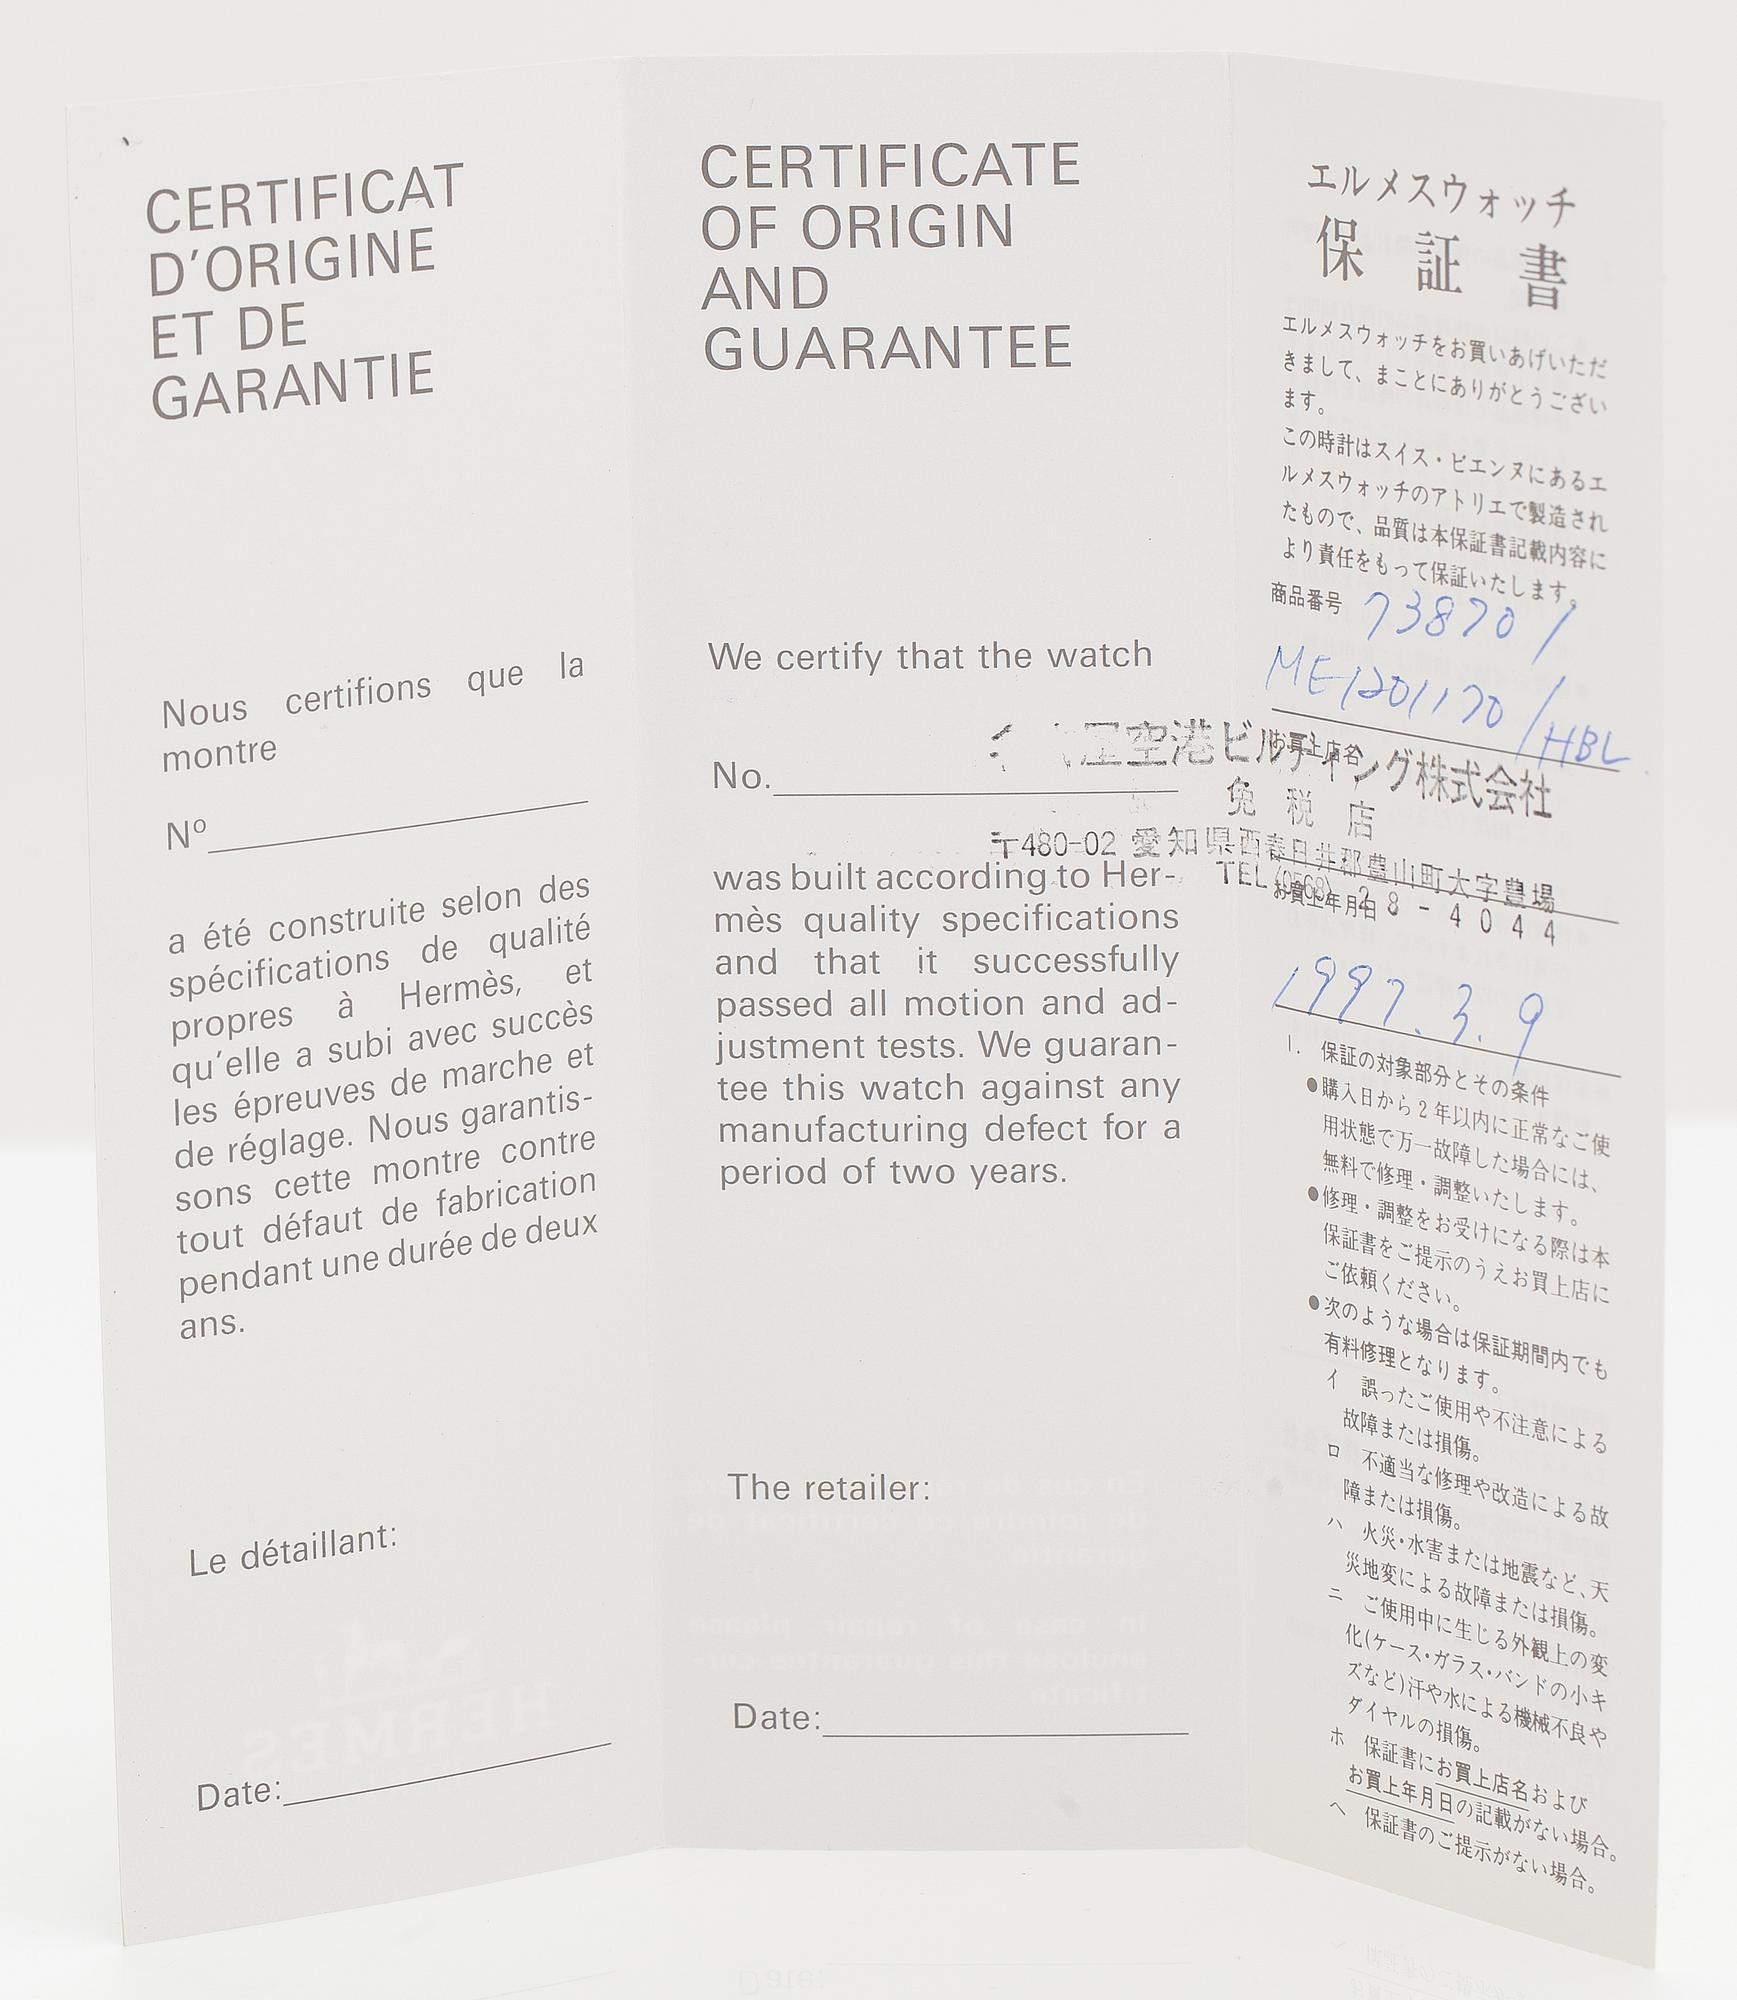 CERTIFICAT
D'ORIGINE
ET DE
GARANTIE
Nous certifions que la
montre
Nº
a été construite selon des
spécifications de qualité
propres à Hermès, et
qu'elle a subi avec succès
les épreuves de marche et
de réglage. Nous garantis-
sons cette montre contre
tout défaut de fabrication
pendant une durée de deux
ans.
Le détaillant:
Date:
CERTIFICATE
OF ORIGIN
AND
GUARANTEE
We certify that the watch
No.
was built according to Her-
mès quality specifications
and that it successfully
passed all motion and ad-
justment tests. We guaran-
tee this watch against any
manufacturing defect for a
period of two years.
The retailer:
Date:
エルメスウォッチ
保証書
エルメスウォッチをお買いあげいただ
きまして、まことにありがとうござい
ます。
この時計はスイス・ビエンヌにあるエ
ルメスウォッチのアトリエで製造され
たもので、品質は本保証書記載内容に
より責任をもって保証いたします。
商品番号 73870 /
ME1201170 / HBL
お買上店名
屋空港ビルディング株式会社
免税店
〒480-02 愛知県西春日井郡豊山町大字豊場
TEL (0568) 28-4044
お買上年月日
1997.3.9
1. 保証の対象部分とその条件
●購入日から2年以内に正常なご使
用状態で万一故障した場合には、
無料で修理・調整いたします。
●修理・調整をお受けになる際は本
保証書をご提示のうえお買上店に
ご依頼ください。
●次のような場合は保証期間内でも
有料修理となります。
イ 誤ったご使用や不注意による
故障または損傷。
ロ 不適当な修理や改造による故
障または損傷。
ハ 火災・水害または地震など、天
災地変による故障または損傷。
ニ ご使用中に生じる外観上の変
化(ケース・ガラス・バンドの小キ
ズなど)汗や水による機械不良や
ダイヤルの損傷。
ホ 保証書にお買上店名および
お買上年月日の記載がない場合。
ヘ 保証書のご提示がない場合。